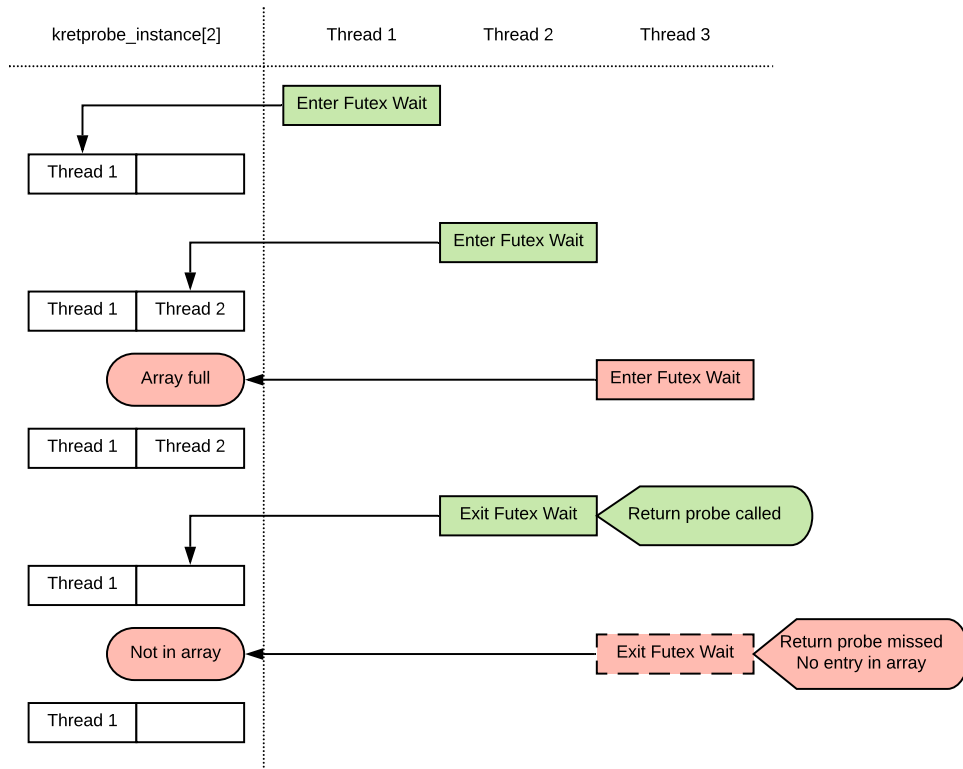 kretprobe_instance[2]
Thread 1
Thread 2
Thread 3
Enter Futex Wait
Thread 1
Enter Futex Wait
Thread 1
Thread 2
Array full
Enter Futex Wait
Thread 1
Thread 2
Exit Futex Wait
Return probe called
Thread 1
Not in array
Exit Futex Wait
Return probe missed
No entry in array
Thread 1